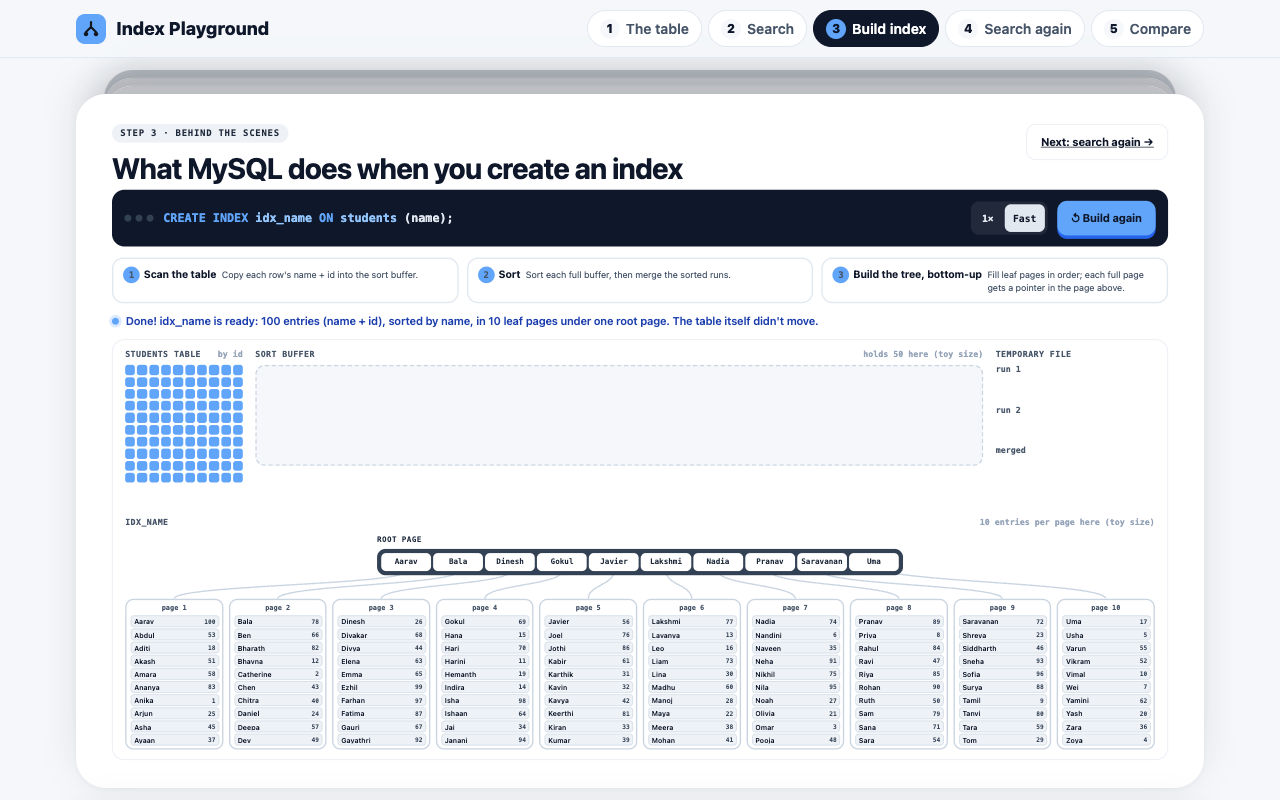 Index Playground
1 The table
2 Search
3 Build index
4 Search again
5 Compare
STEP 3 · BEHIND THE SCENES
What MySQL does when you create an index
Next: search again →
CREATE INDEX idx_name ON students (name);
1×
Fast
↺ Build again
1 Scan the table Copy each row's name + id into the sort buffer.
2 Sort Sort each full buffer, then merge the sorted runs.
3 Build the tree, bottom-up Fill leaf pages in order; each full page
gets a pointer in the page above.
Done! idx_name is ready: 100 entries (name + id), sorted by name, in 10 leaf pages under one root page. The table itself didn't move.
STUDENTS TABLE by id
SORT BUFFER holds 50 here (toy size)
TEMPORARY FILE
run 1
run 2
merged
IDX_NAME 10 entries per page here (toy size)
ROOT PAGE
Aarav Bala Dinesh Gokul Javier Lakshmi Nadia Pranav Saravanan Uma
page 1
Aarav 100
Abdul 53
Aditi 18
Akash 51
Amara 58
Ananya 83
Anika 1
Arjun 25
Asha 45
Ayaan 37
page 2
Bala 78
Ben 66
Bharath 82
Bhavna 12
Catherine 2
Chen 43
Chitra 40
Daniel 24
Deepa 57
Dev 49
page 3
Dinesh 26
Divakar 68
Divya 44
Elena 63
Emma 65
Ezhil 99
Farhan 97
Fatima 87
Gauri 67
Gayathri 92
page 4
Gokul 69
Hana 15
Hari 70
Harini 11
Hemanth 19
Indira 14
Isha 98
Ishaan 64
Jai 34
Janani 94
page 5
Javier 56
Joel 76
Jothi 86
Kabir 61
Karthik 31
Kavin 32
Kavya 42
Keerthi 81
Kiran 33
Kumar 39
page 6
Lakshmi 77
Lavanya 13
Leo 16
Liam 73
Lina 30
Madhu 60
Manoj 28
Maya 22
Meera 38
Mohan 41
page 7
Nadia 74
Nandini 6
Naveen 35
Neha 91
Nikhil 75
Nila 95
Noah 27
Olivia 21
Omar 3
Pooja 48
page 8
Pranav 89
Priya 8
Rahul 84
Ravi 47
Riya 85
Rohan 90
Ruth 50
Sam 79
Sana 71
Sara 54
page 9
Saravanan 72
Shreya 23
Siddharth 46
Sneha 93
Sofia 96
Surya 88
Tamil 9
Tanvi 80
Tara 59
Tom 29
page 10
Uma 17
Usha 5
Varun 55
Vikram 52
Vimal 10
Wei 7
Yamini 62
Yash 20
Zara 36
Zoya 4